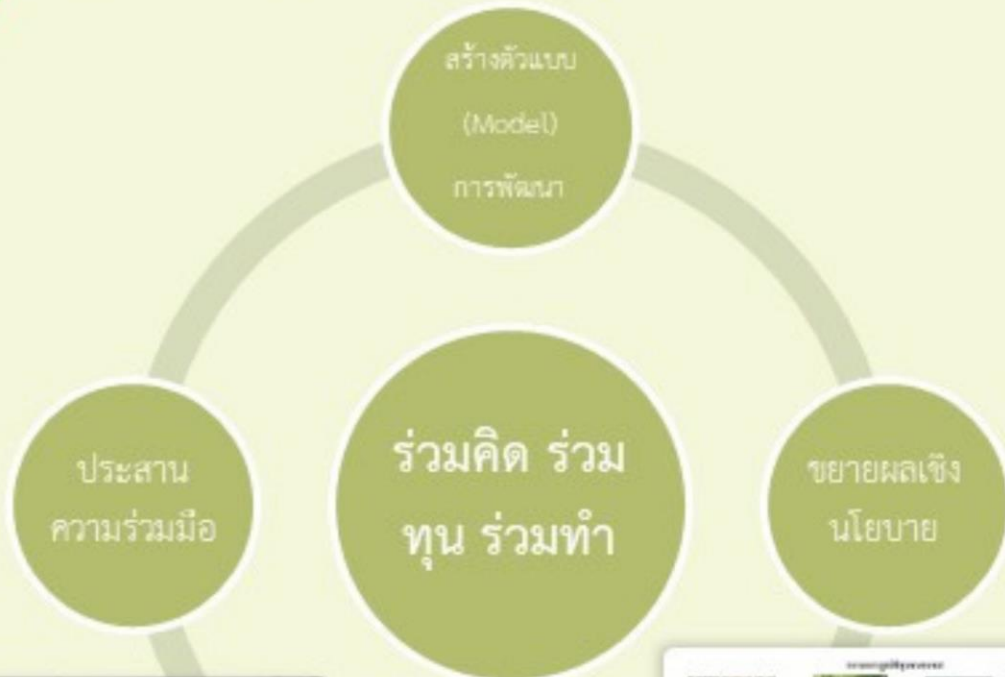 สร้างตัวแบบ
(Model)
การพัฒนา
ร่วมคิด ร่วม
ทุน ร่วมทำ
ประสาน
ความร่วมมือ
ขยายผลเชิง
นโยบาย